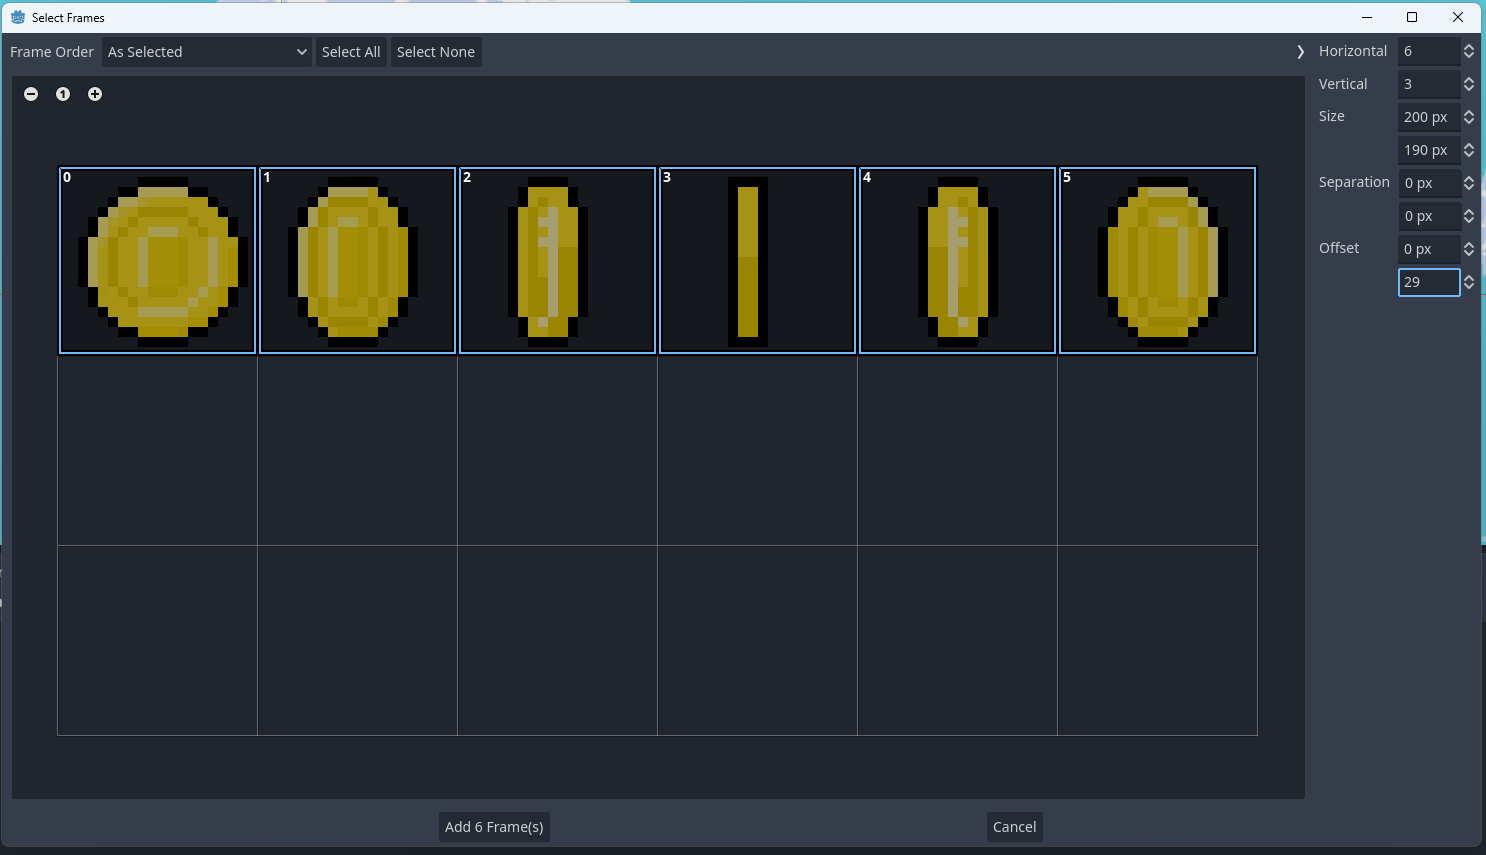 Select Frames
Frame Order As Selected Select All Select None
Horizontal 6
Vertical 3
Size 200 px
190 px
Separation 0 px
0 px
Offset 0 px
29
1
0 1 2 3 4 5
Add 6 Frame(s) Cancel